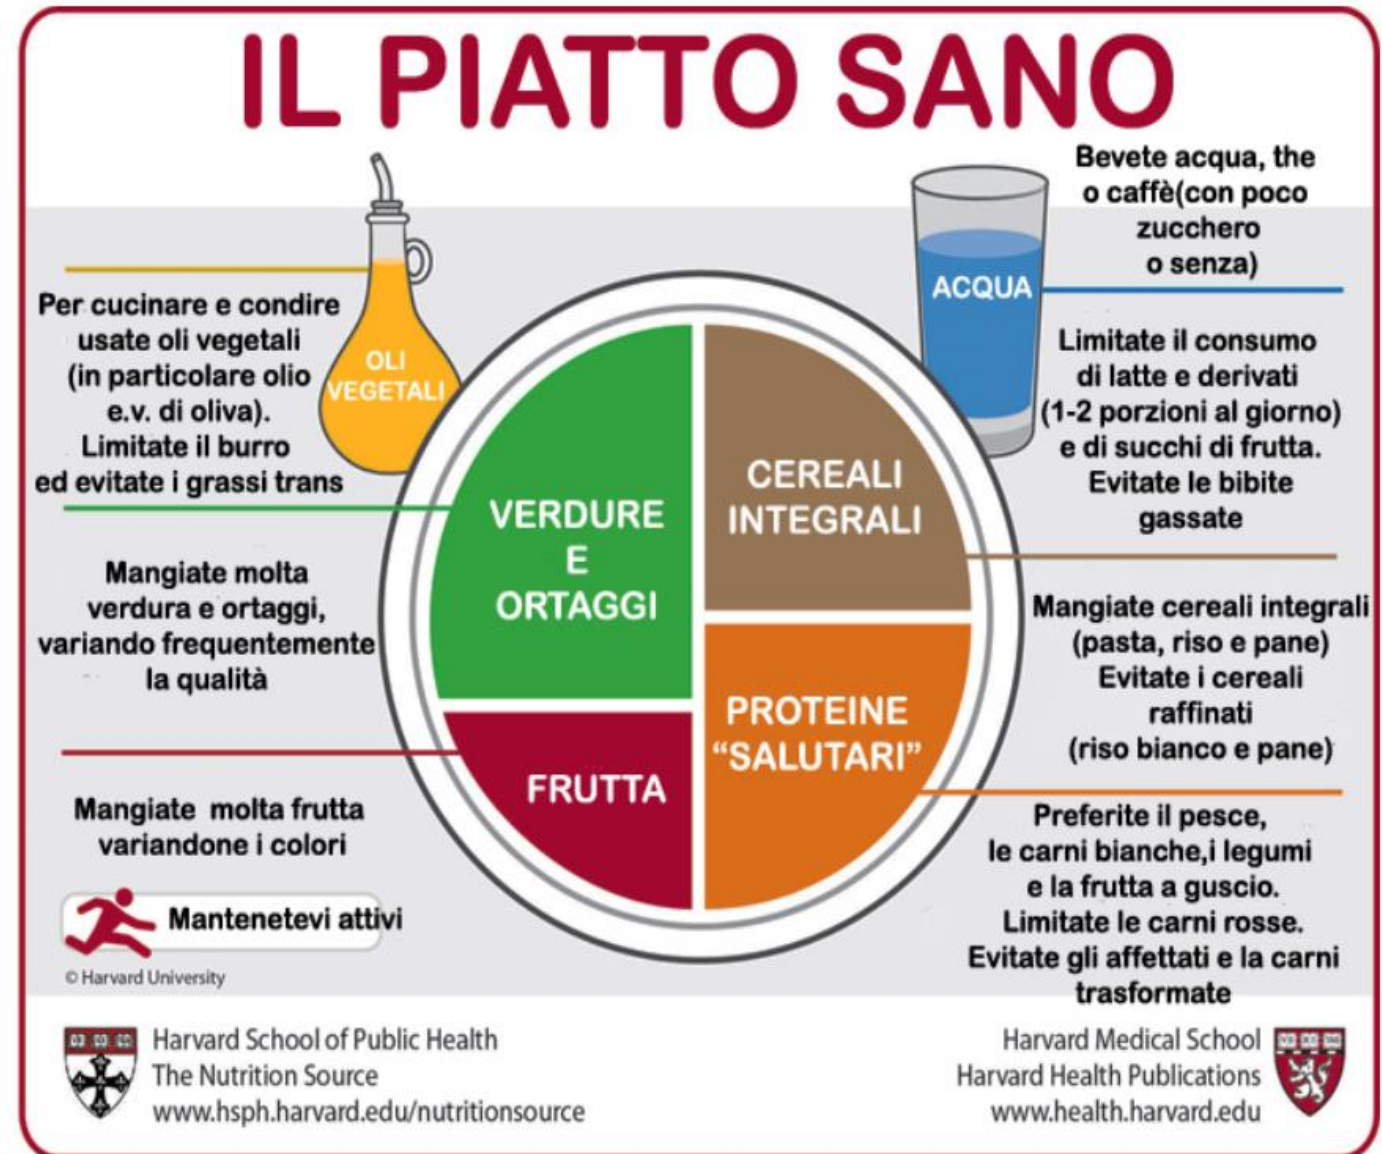 IL PIATTO SANO
Per cucinare e condire
usate oli vegetali
(in particolare olio
e.v. di oliva).
Limitate il burro
ed evitate i grassi trans
Mangiate molta
verdura e ortaggi,
variando frequentemente
la qualità
Mangiate molta frutta
variandone i colori
Mantenetevi attivi
© Harvard University
OLI
VEGETALI
VERDURE
E
ORTAGGI
FRUTTA
CEREALI
INTEGRALI
PROTEINE
“SALUTARI”
ACQUA
Bevete acqua, the
o caffè(con poco
zucchero
o senza)
Limitate il consumo
di latte e derivati
(1-2 porzioni al giorno)
e di succhi di frutta.
Evitate le bibite
gassate
Mangiate cereali integrali
(pasta, riso e pane)
Evitate i cereali
raffinati
(riso bianco e pane)
Preferite il pesce,
le carni bianche,i legumi
e la frutta a guscio.
Limitate le carni rosse.
Evitate gli affettati e la carni
trasformate
Harvard School of Public Health
The Nutrition Source
www.hsph.harvard.edu/nutritionsource
Harvard Medical School
Harvard Health Publications
www.health.harvard.edu